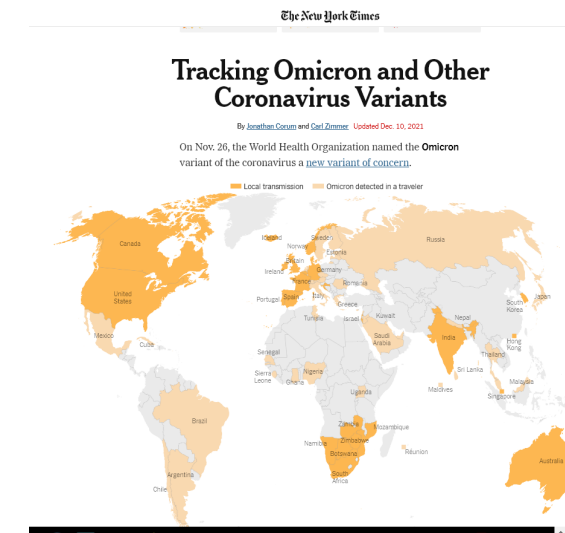 The New York Times
Tracking Omicron and Other
Coronavirus Variants
By Jonathan Corum and Carl Zimmer Updated Dec. 10, 2021
On Nov. 26, the World Health Organization named the Omicron
variant of the coronavirus a new variant of concern.
Local transmission Omicron detected in a traveler
Canada
United
States
Mexico
Cuba
Brazil
Argentina
Chile
Iceland
Norway
Sweden
Estonia
Russia
Britain
Ireland
Germany
France
Romania
Portugal
Spain
Italy
Greece
Tunisia
Israel
Kuwait
Saudi
Arabia
Senegal
Sierra
Leone
Ghana
Nigeria
Uganda
Zambia
Mozambique
Namibia
Zimbabwe
Botswana
South
Africa
Réunion
Nepal
India
Sri Lanka
Maldives
Thailand
Malaysia
Singapore
Hong
Kong
South
Korea
Japan
Australia